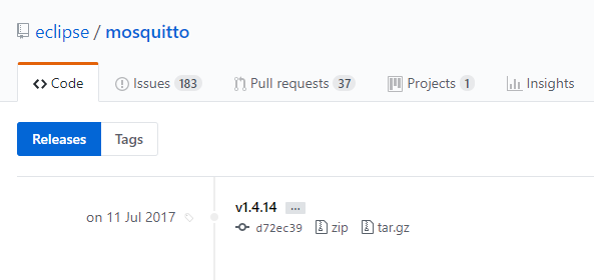 eclipse / mosquitto
Code Issues 183 Pull requests 37 Projects 1 Insights
Releases Tags
on 11 Jul 2017 v1.4.14 ...
d72ec39 zip tar.gz